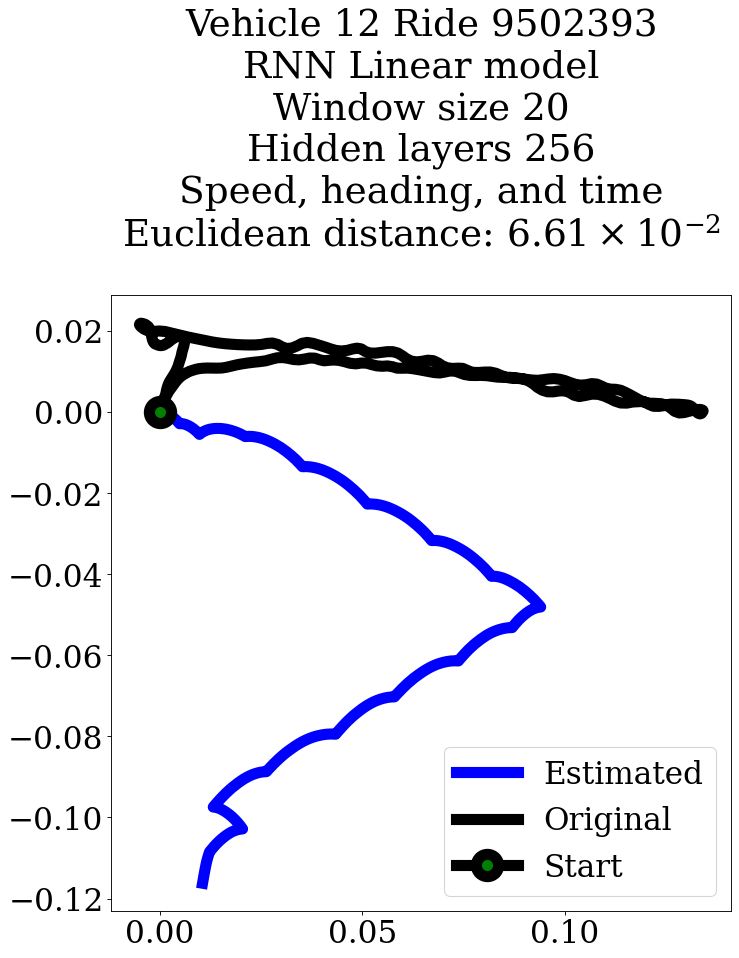 Vehicle 12 Ride 9502393
RNN Linear model
Window size 20
Hidden layers 256
Speed, heading, and time
Euclidean distance: 6.61 × 10⁻²
0.02
0.00
−0.02
−0.04
−0.06
−0.08
−0.10
−0.12
Estimated
Original
Start
0.00 0.05 0.10